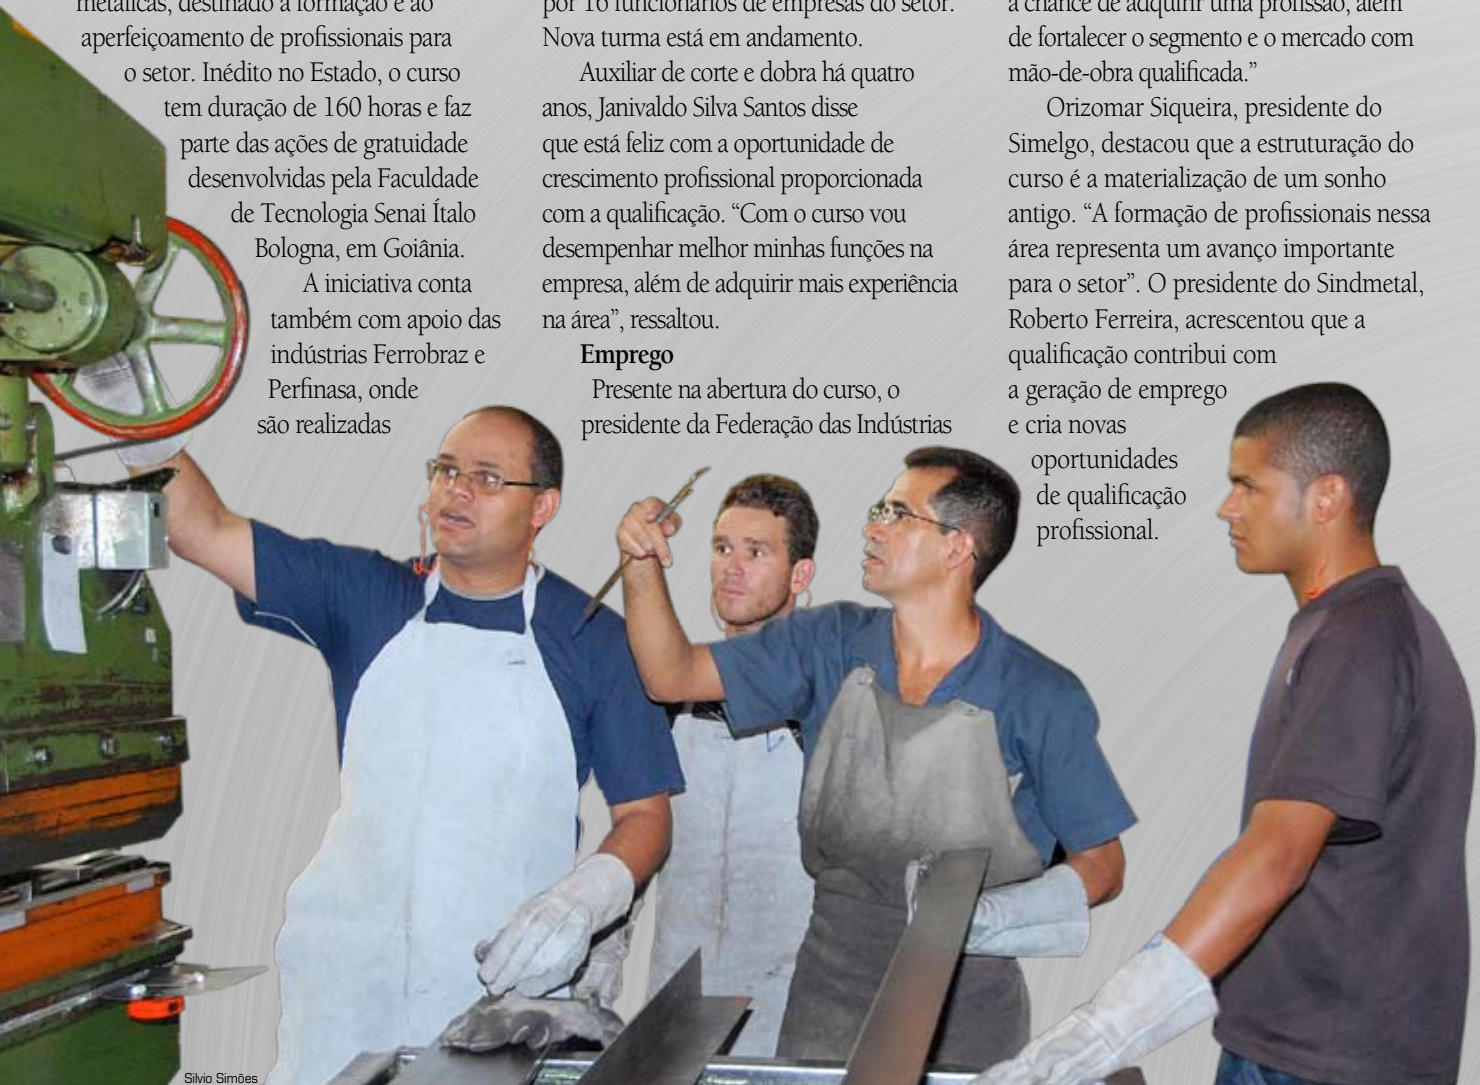 metálicas, destinado à formação e ao
aperfeiçoamento de profissionais para
o setor. Inédito no Estado, o curso
tem duração de 160 horas e faz
parte das ações de gratuidade
desenvolvidas pela Faculdade
de Tecnologia Senai Ítalo
Bologna, em Goiânia.
A iniciativa conta
também com apoio das
indústrias Ferrobraz e
Perfinasa, onde
são realizadas
por 16 funcionários de empresas do setor.
Nova turma está em andamento.
Auxiliar de corte e dobra há quatro
anos, Janivaldo Silva Santos disse
que está feliz com a oportunidade de
crescimento profissional proporcionada
com a qualificação. “Com o curso vou
desempenhar melhor minhas funções na
empresa, além de adquirir mais experiência
na área”, ressaltou.
Emprego
Presente na abertura do curso, o
presidente da Federação das Indústrias
a chance de adquirir uma profissão, além
de fortalecer o segmento e o mercado com
mão-de-obra qualificada.”
Orizomar Siqueira, presidente do
Simelgo, destacou que a estruturação do
curso é a materialização de um sonho
antigo. “A formação de profissionais nessa
área representa um avanço importante
para o setor”. O presidente do Sindmetal,
Roberto Ferreira, acrescentou que a
qualificação contribui com
a geração de emprego
e cria novas
oportunidades
de qualificação
profissional.
Silvio Simões